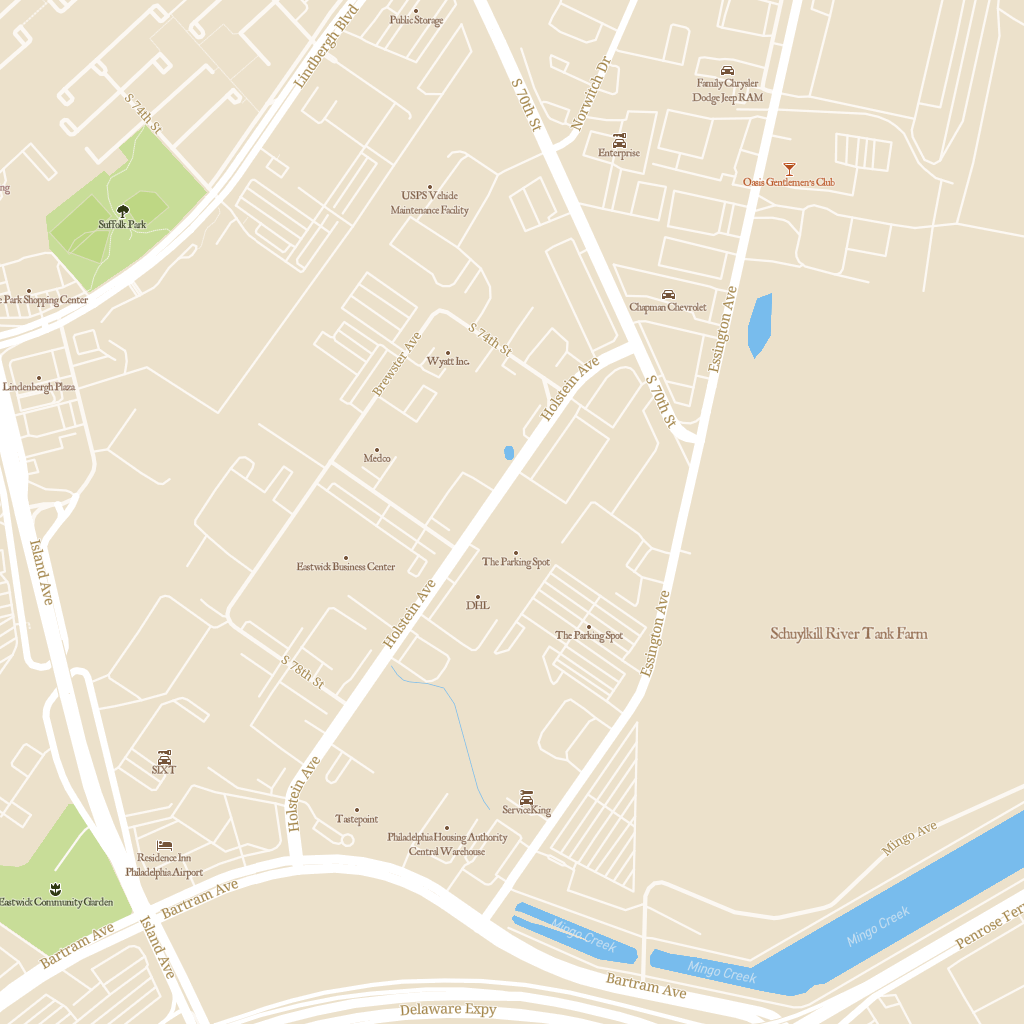 Public Storage
Lindbergh Blvd
S 70th St
Norwitch Dr
Family Chrysler
Dodge Jeep RAM
S 74th St
Enterprise
Oasis Gentlemen's Club
USPS Vehicle
Maintenance Facility
Suffolk Park
e Park Shopping Center
Chapman Chevrolet
Essington Ave
S 74th St
Brewster Ave
Wyatt Inc.
Holstein Ave
S 70th St
Lindenbergh Plaza
Medco
Island Ave
Eastwick Business Center
The Parking Spot
DHL
Holstein Ave
The Parking Spot
Essington Ave
Schuylkill River Tank Farm
S 78th St
SIXT
Holstein Ave
Tastepoint
ServiceKing
Philadelphia Housing Authority
Central Warehouse
Mingo Ave
Residence Inn
Philadelphia Airport
Eastwick Community Garden
Bartram Ave
Bartram Ave
Island Ave
Mingo Creek
Mingo Creek
Mingo Creek
Penrose Fer
Bartram Ave
Delaware Expy